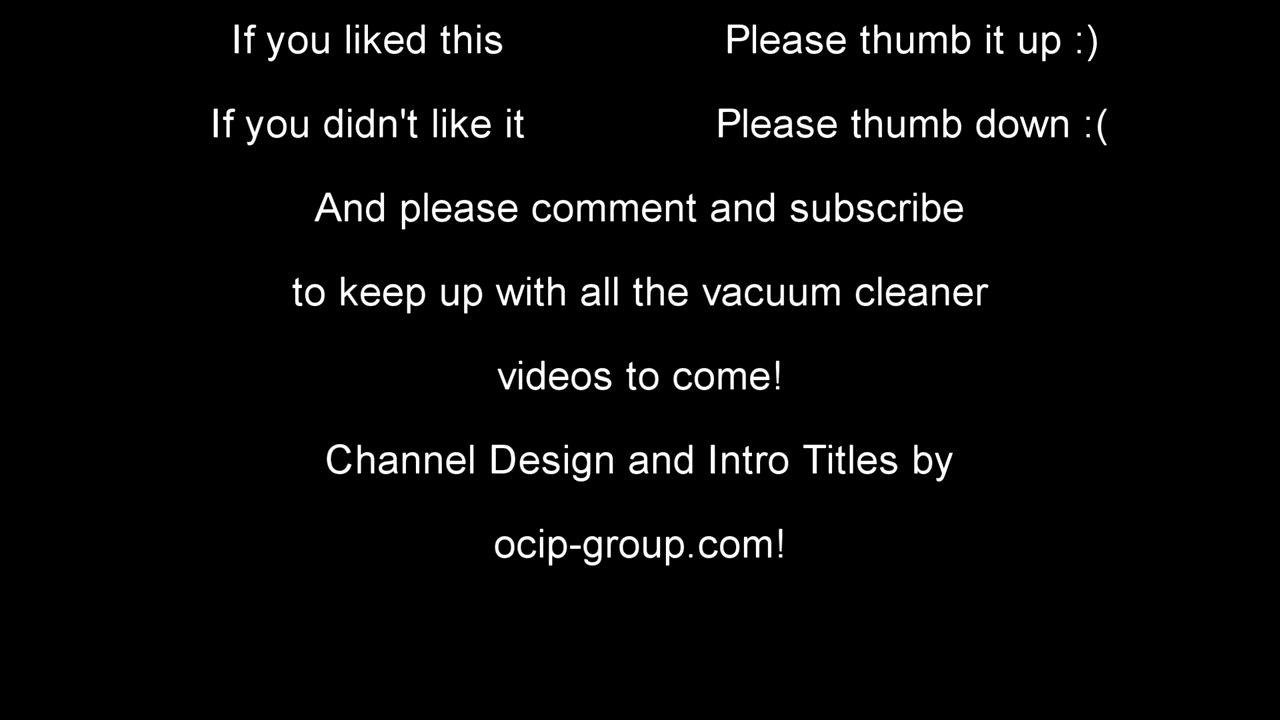 If you liked this Please thumb it up :)
If you didn't like it Please thumb down :(
And please comment and subscribe
to keep up with all the vacuum cleaner
videos to come!
Channel Design and Intro Titles by
ocip-group.com!